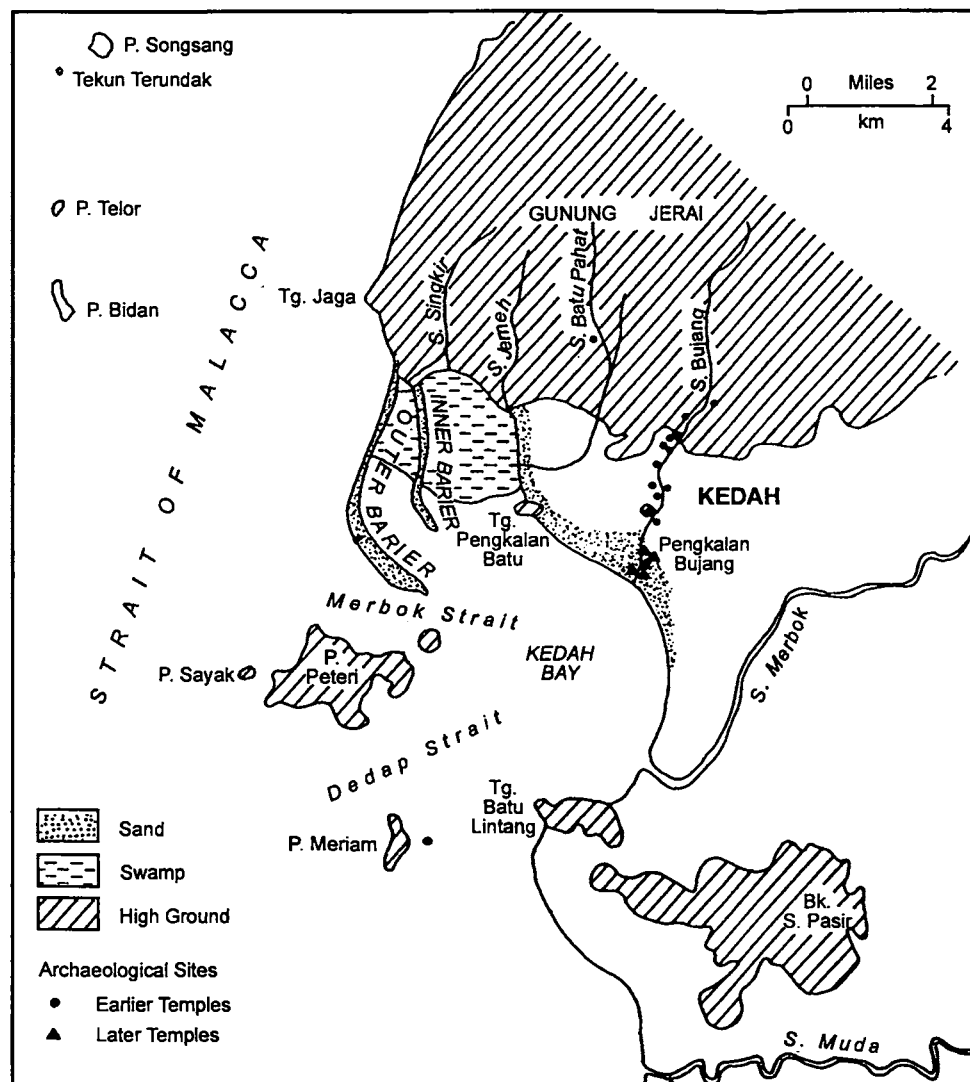 P. Songsang
Tekun Terundak
0 Miles 2
0 km 4
P. Telor
GUNUNG JERAI
P. Bidan
Tg. Jaga
S. Singkir
S. Jemeh
S. Batu Pahat
S. Bujang
STRAIT OF MALACCA
OUTER BARIER
INNER BARIER
KEDAH
Tg.
Pengkalan
Batu
Pengkalan
Bujang
Merbok Strait
P. Sayak
P.
Peteri
KEDAH
BAY
S. Merbok
Dedap Strait
Tg.
Batu
Lintang
P. Meriam
Bk.
S. Pasir
S. Muda
Sand
Swamp
High Ground
Archaeological Sites
Earlier Temples
Later Temples